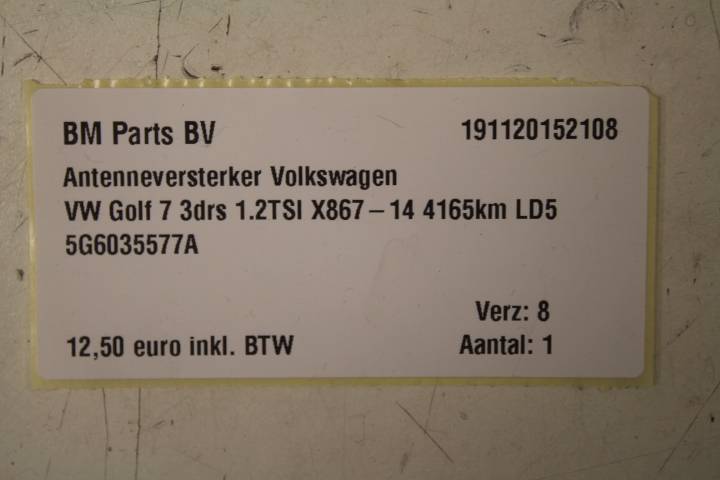 BM Parts BV 191120152108
Antenneversterker Volkswagen
VW Golf 7 3drs 1.2TSI X867 – 14 4165km LD5
5G6035577A
Verz: 8
12,50 euro inkl. BTW Aantal: 1